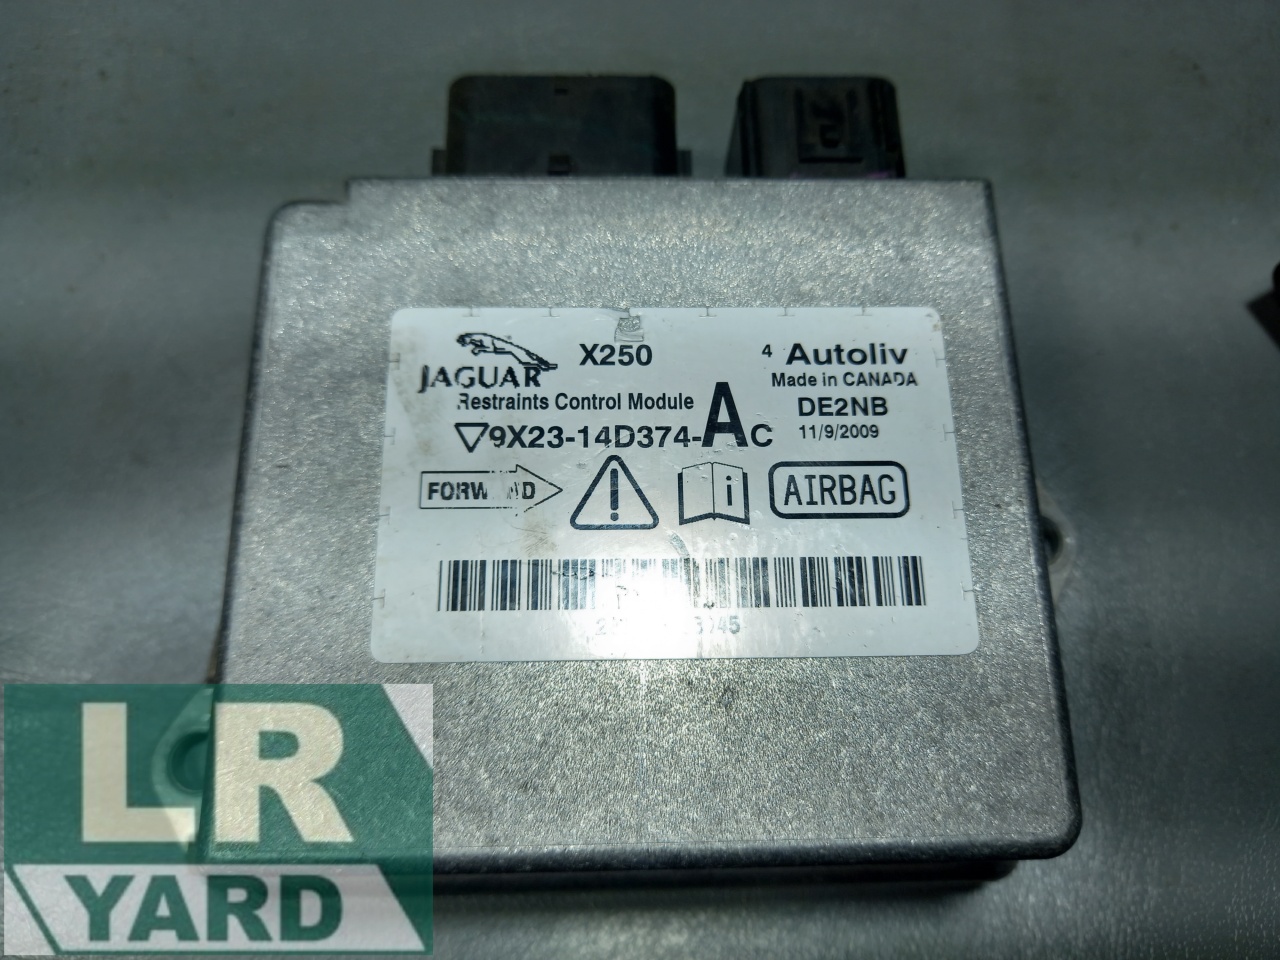 JAGUAR X250 4 Autoliv
Made in CANADA
Restraints Control Module
DE2NB
9X23-14D374-AC
11/9/2009
i
AIRBAG
LR
YARD